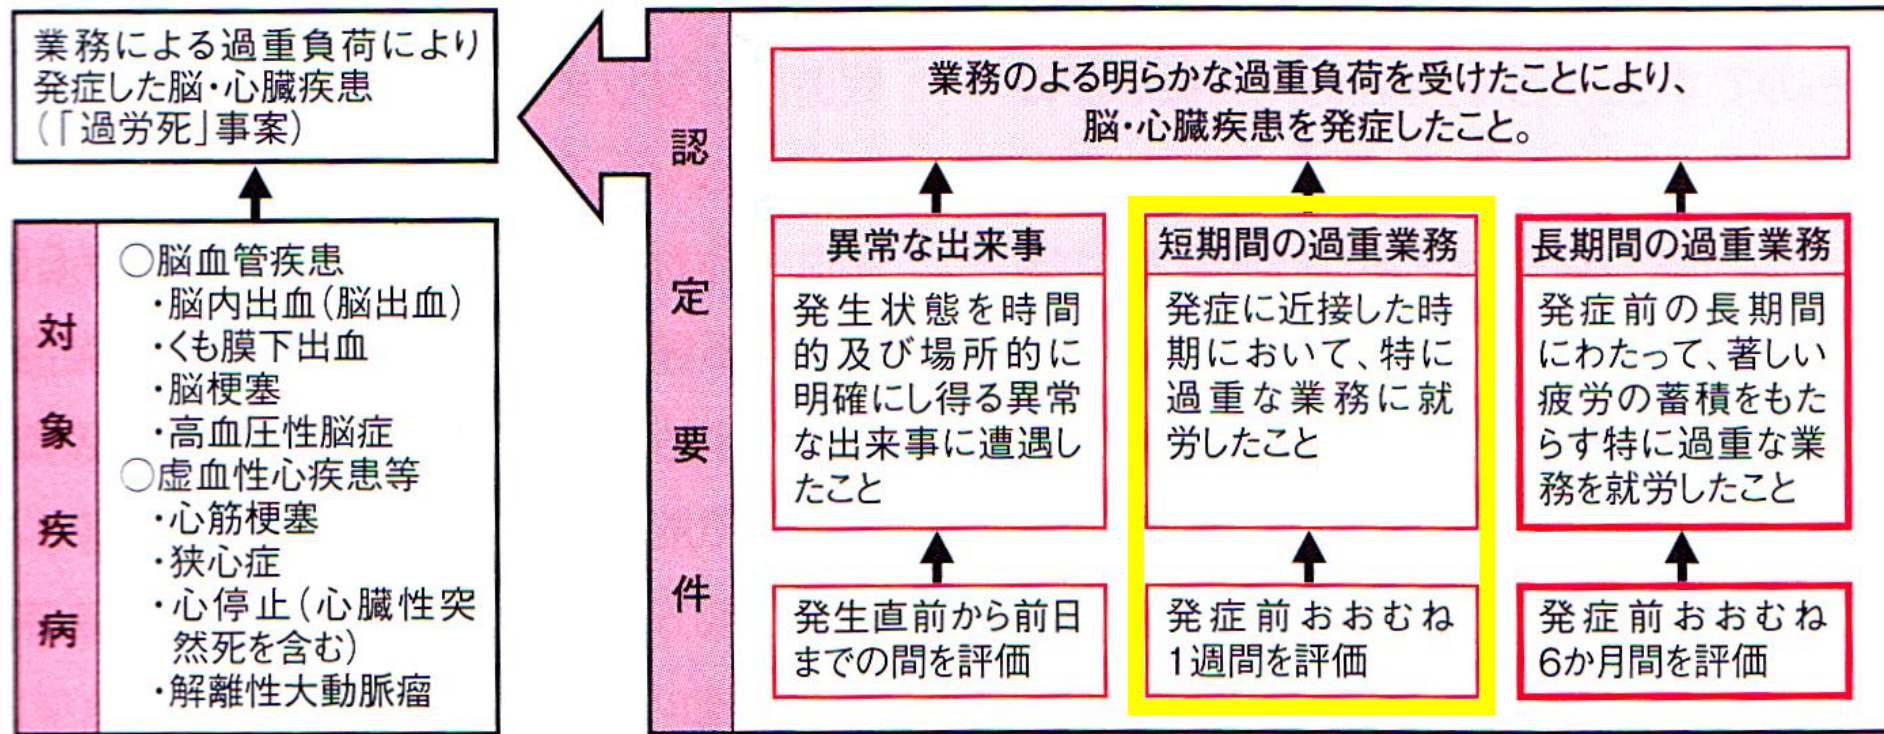 業務による過重負荷により
発症した脳・心臓疾患
(「過労死」事案)
対象疾病
○脳血管疾患
・脳内出血(脳出血)
・くも膜下出血
・脳梗塞
・高血圧性脳症
○虚血性心疾患等
・心筋梗塞
・狭心症
・心停止(心臓性突
然死を含む)
・解離性大動脈瘤
認定要件
業務のよる明らかな過重負荷を受けたことにより、
脳・心臓疾患を発症したこと。
異常な出来事
発生状態を時間
的及び場所的に
明確にし得る異常
な出来事に遭遇し
たこと
発生直前から前日
までの間を評価
短期間の過重業務
発症に近接した時
期において、特に
過重な業務に就
労したこと
発症前おおむね
1週間を評価
長期間の過重業務
発症前の長期間
にわたって、著しい
疲労の蓄積をもた
らす特に過重な業
務を就労したこと
発症前おおむね
6か月間を評価